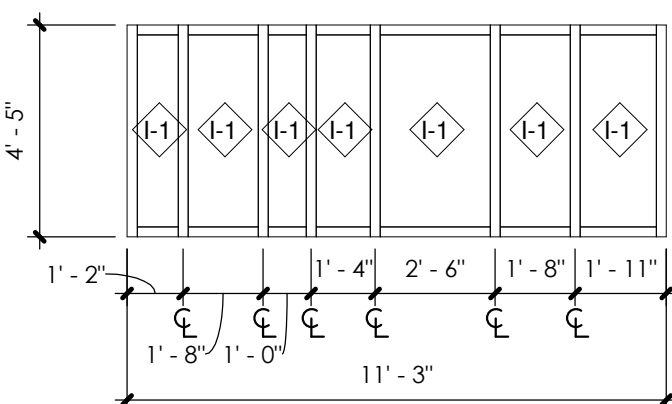 4' - 5"
I-1 I-1 I-1 I-1 I-1 I-1 I-1
1' - 2" 1' - 4" 2' - 6" 1' - 8" 1' - 11"
℄ ℄ ℄ ℄ ℄ ℄
1' - 8" 1' - 0"
11' - 3"